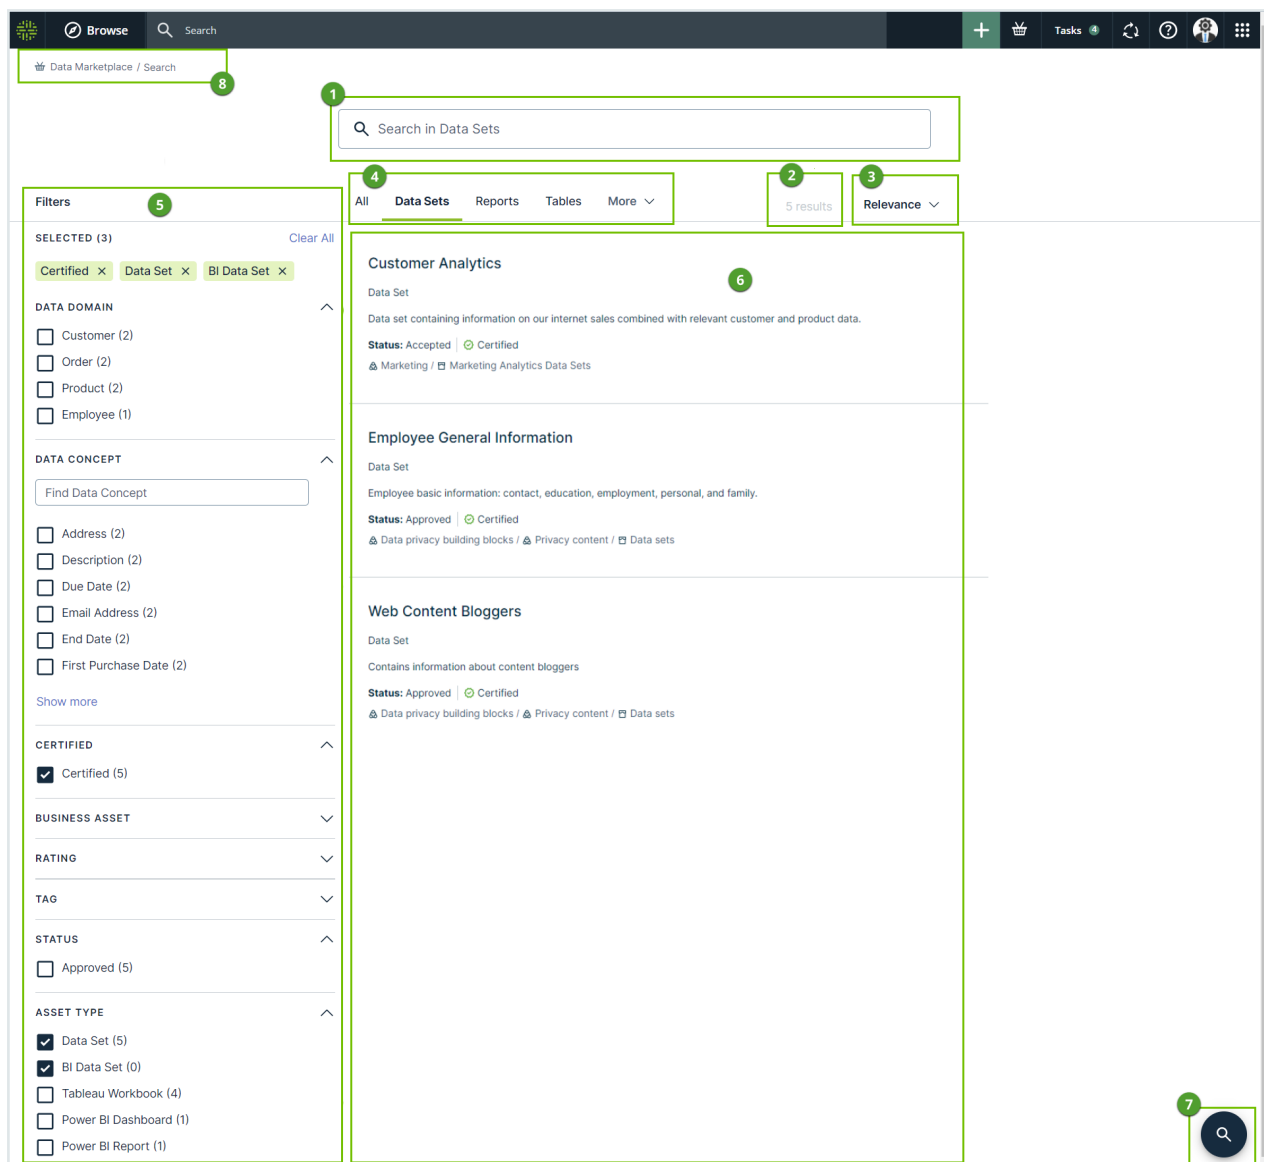 Browse Search + Tasks 4 ?
Data Marketplace / Search
8
1
Search in Data Sets
4 2 3
Filters 5 All Data Sets Reports Tables More 5 results Relevance
SELECTED (3) Clear All
Certified × Data Set × BI Data Set ×
DATA DOMAIN
Customer (2)
Order (2)
Product (2)
Employee (1)
DATA CONCEPT
Find Data Concept
Address (2)
Description (2)
Due Date (2)
Email Address (2)
End Date (2)
First Purchase Date (2)
Show more
CERTIFIED
Certified (5)
BUSINESS ASSET
RATING
TAG
STATUS
Approved (5)
ASSET TYPE
Data Set (5)
BI Data Set (0)
Tableau Workbook (4)
Power BI Dashboard (1)
Power BI Report (1)
Customer Analytics
6
Data Set
Data set containing information on our internet sales combined with relevant customer and product data.
Status: Accepted Certified
Marketing / Marketing Analytics Data Sets
Employee General Information
Data Set
Employee basic information: contact, education, employment, personal, and family.
Status: Approved Certified
Data privacy building blocks / Privacy content / Data sets
Web Content Bloggers
Data Set
Contains information about content bloggers
Status: Approved Certified
Data privacy building blocks / Privacy content / Data sets
7